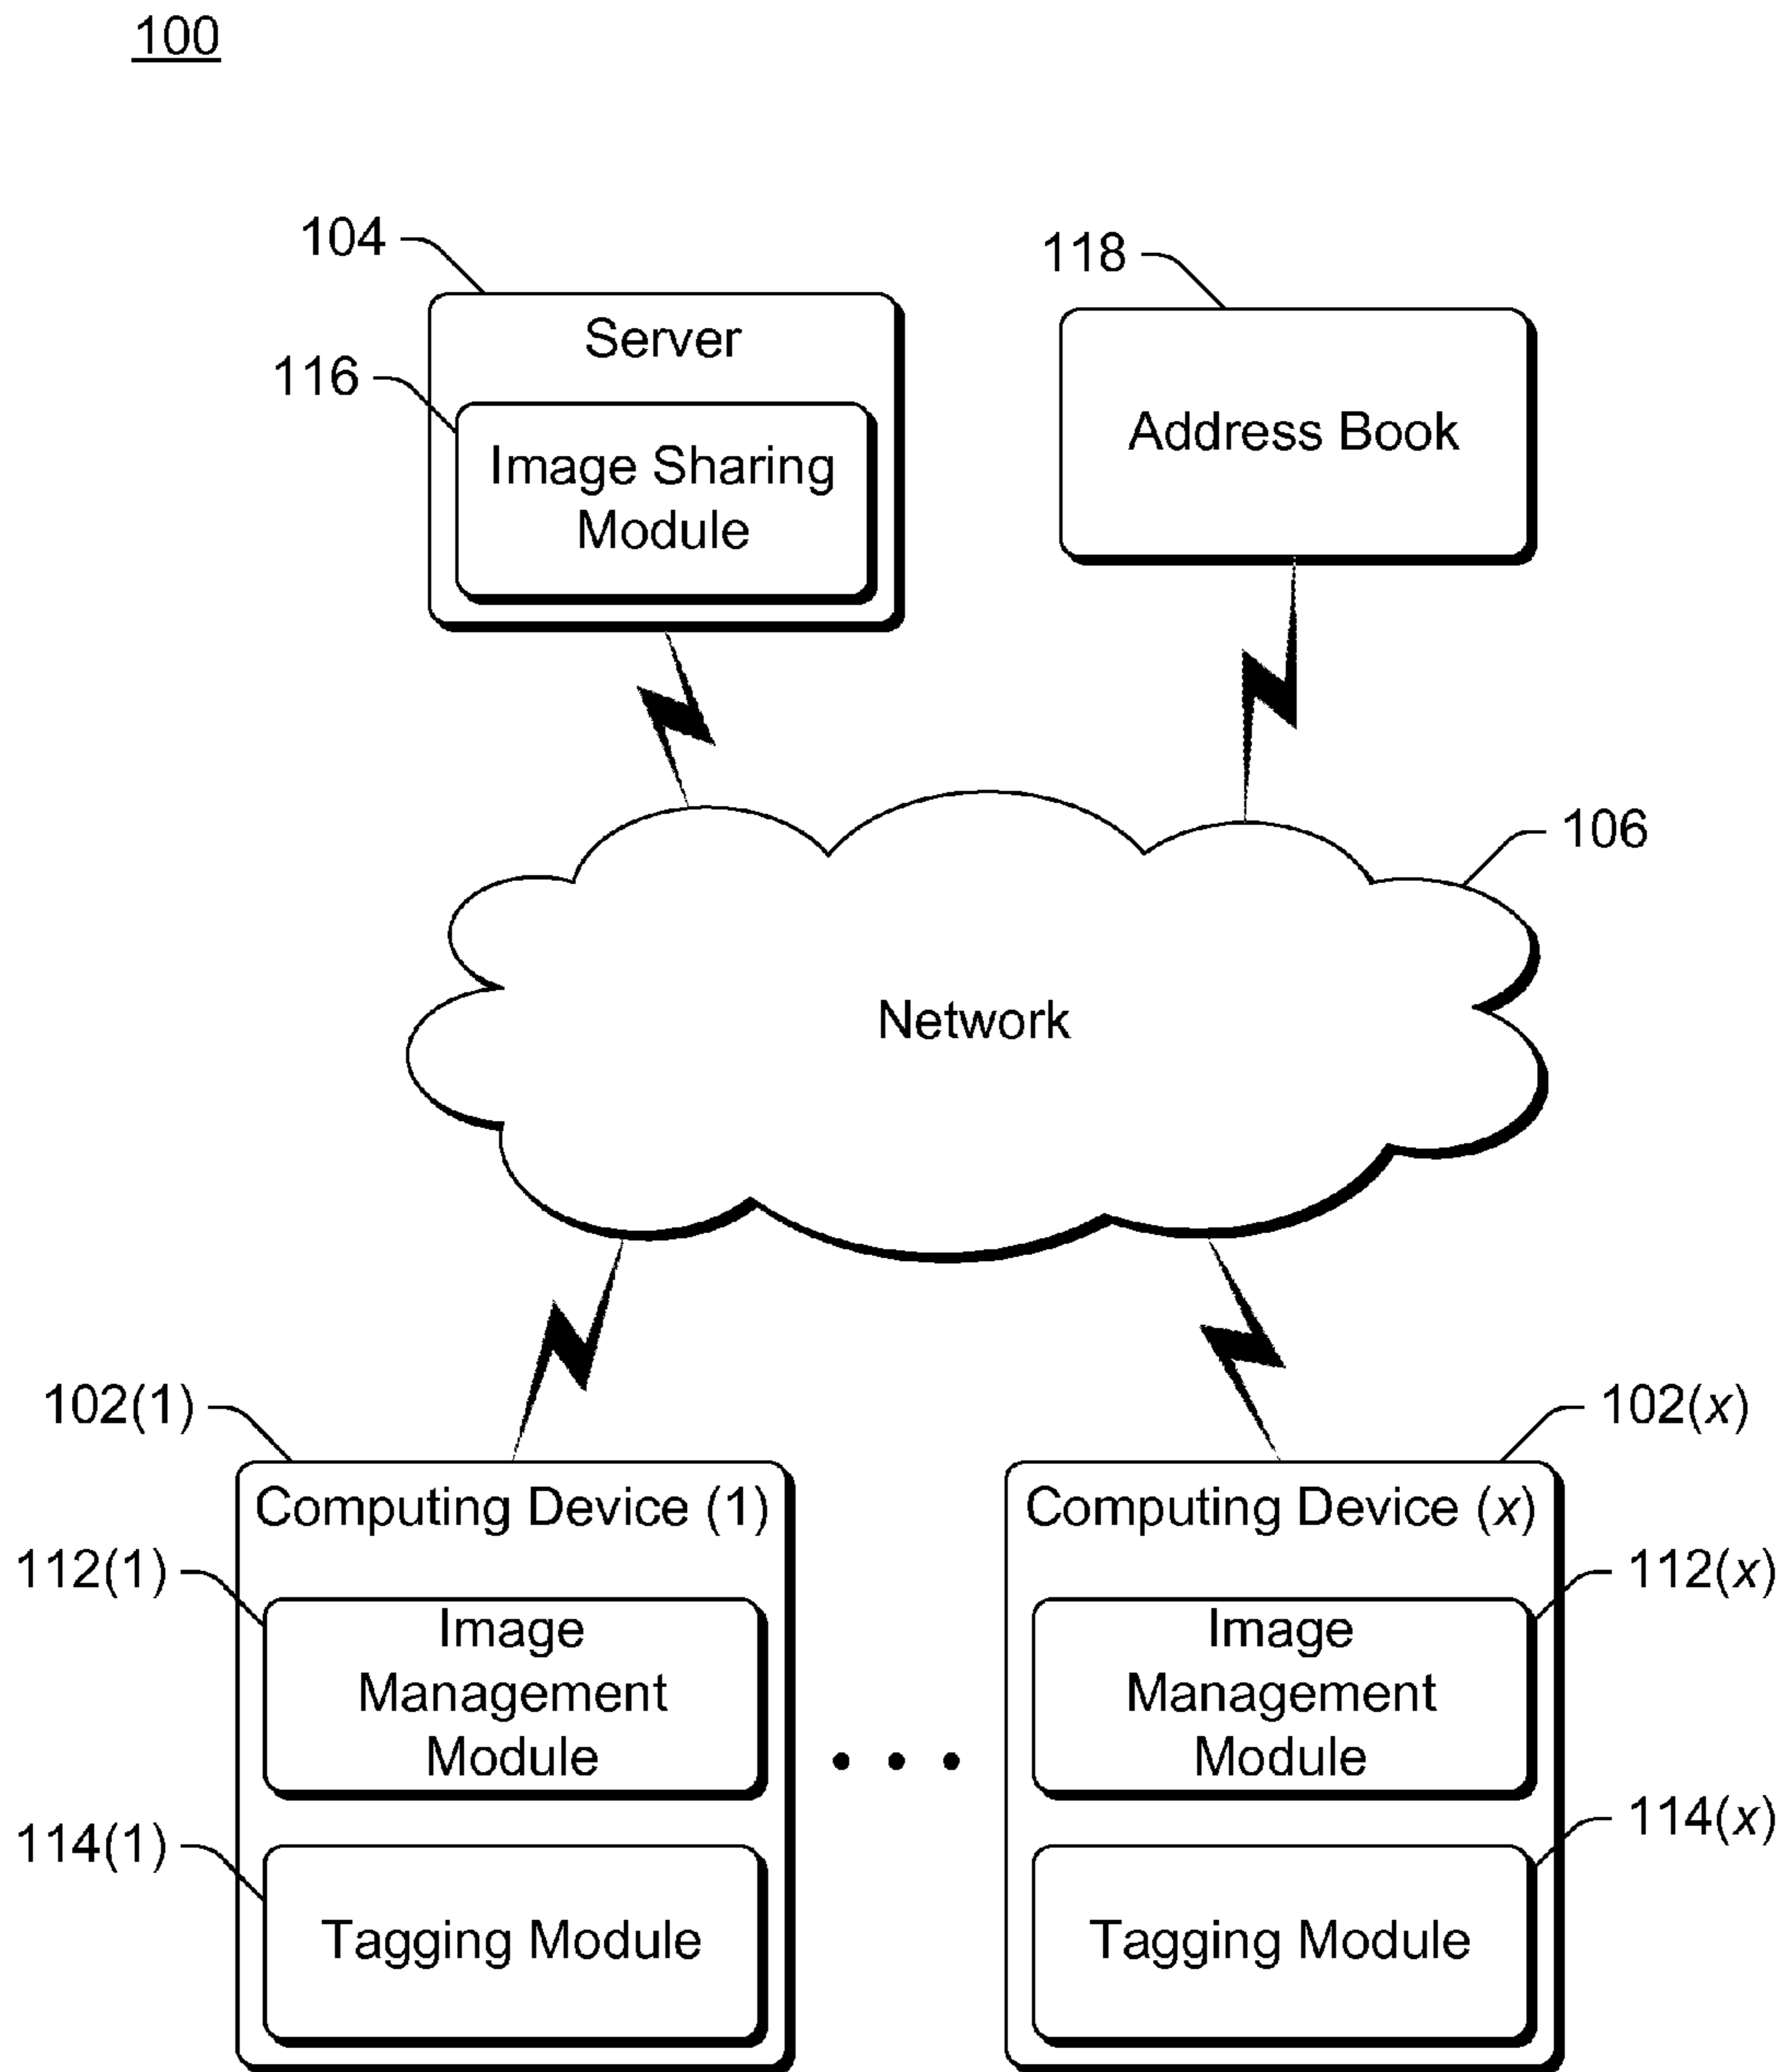 100
104
118
Server
116
Image Sharing
Module
Address Book
106
Network
102(1)
102(x)
Computing Device (1)
Computing Device (x)
112(1)
112(x)
Image
Management
Module
Image
Management
Module
114(1)
114(x)
Tagging Module
Tagging Module